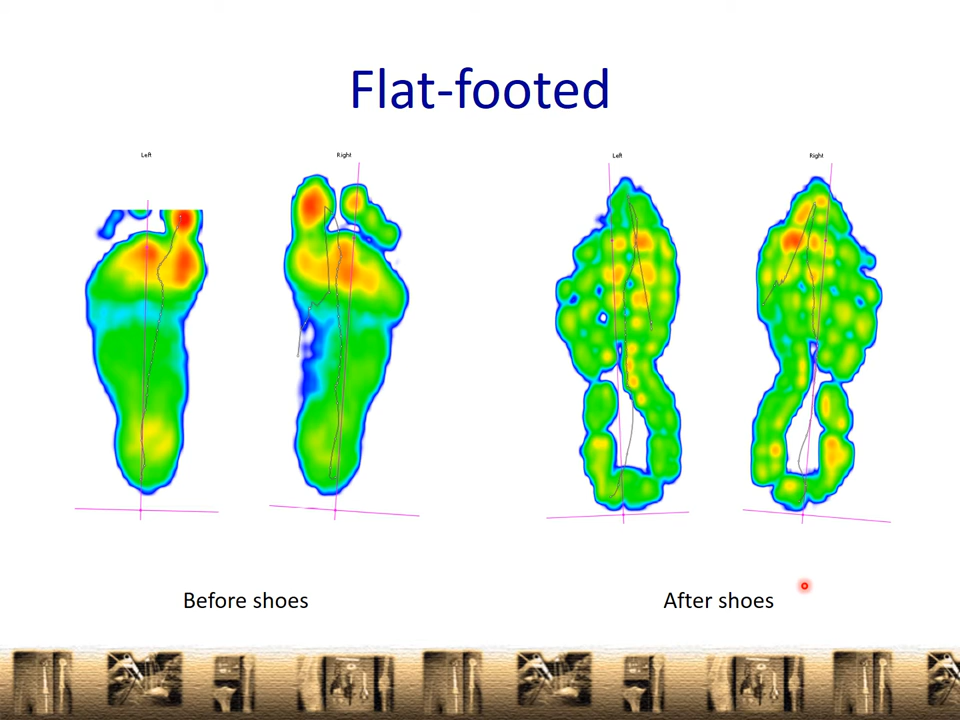 Flat-footed
Left
Right
Left
Right
Before shoes
After shoes